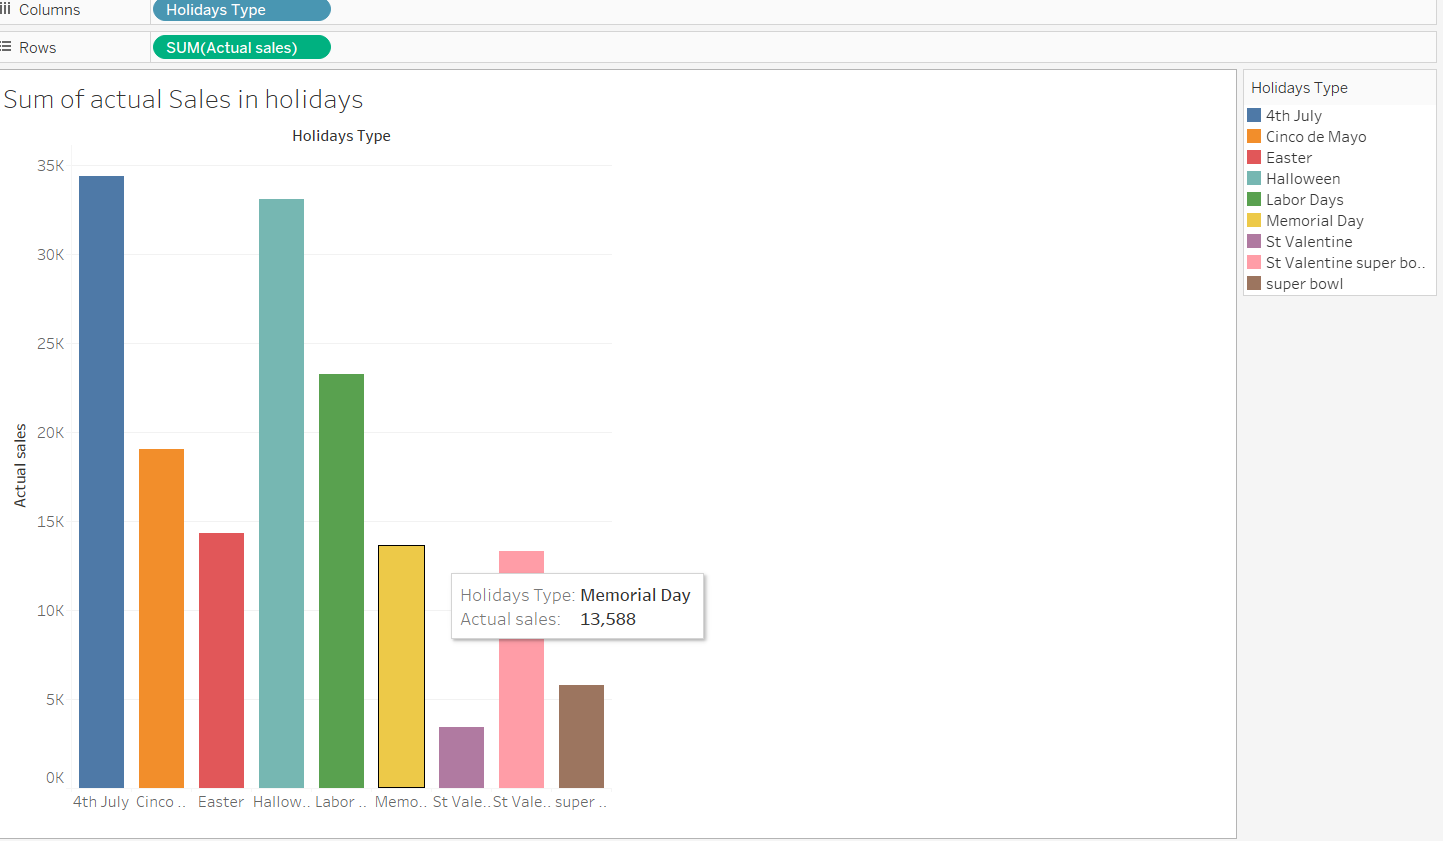 Columns
Holidays Type
Rows
SUM(Actual sales)
Sum of actual Sales in holidays
Holidays Type
35K
30K
25K
20K
15K
10K
5K
0K
Actual sales
4th July Cinco .. Easter Hallow.. Labor .. Memo.. St Vale.. St Vale.. super ..
Holidays Type: Memorial Day
Actual sales: 13,588
Holidays Type
4th July
Cinco de Mayo
Easter
Halloween
Labor Days
Memorial Day
St Valentine
St Valentine super bo..
super bowl